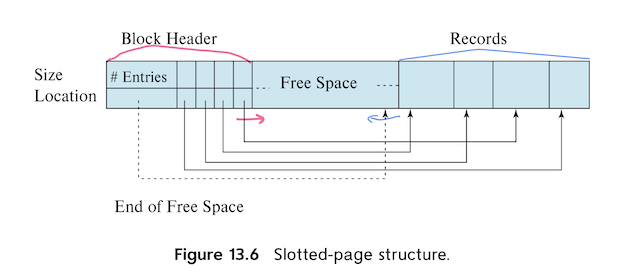 Block Header
Records
Size
# Entries
Free Space
Location
End of Free Space
Figure 13.6 Slotted-page structure.